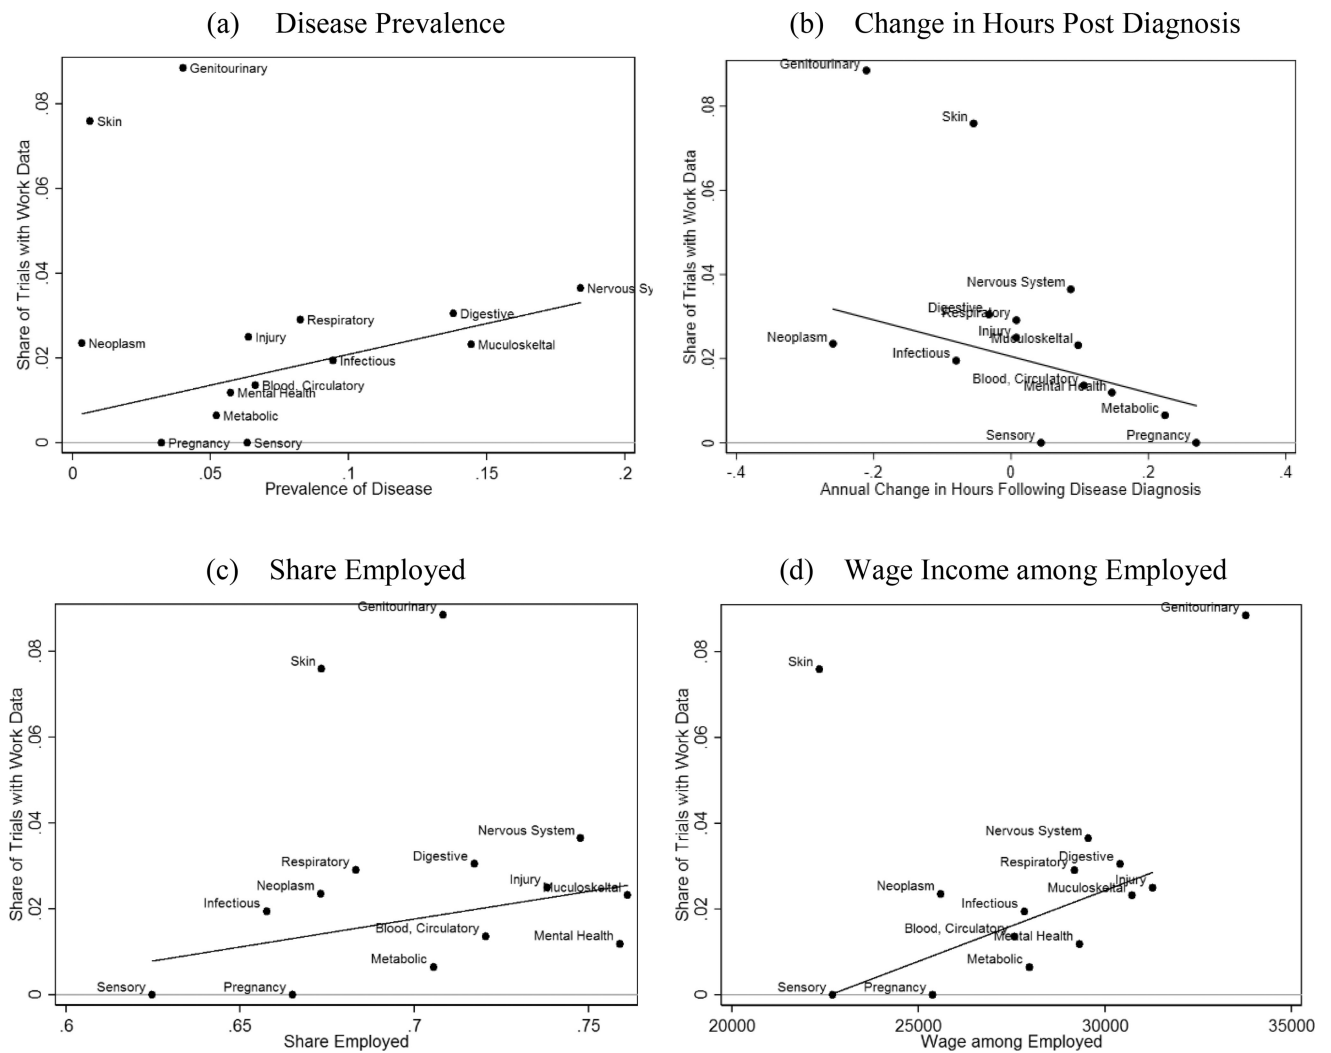 (a) Disease Prevalence
Share of Trials with Work Data
.08
.06
.04
.02
0
Genitourinary
Skin
Nervous Sy
Digestive
Respiratory
Injury
Neoplasm
Muculoskeltal
Infectious
Blood, Circulatory
Mental Health
Metabolic
Pregnancy
Sensory
0 .05 .1 .15 .2
Prevalence of Disease
(b) Change in Hours Post Diagnosis
Share of Trials with Work Data
.08
.06
.04
.02
0
Genitourinary
Skin
Nervous System
Digestive
Respiratory
Injury
Neoplasm
Muculoskeltal
Infectious
Blood, Circulatory
Mental Health
Metabolic
Sensory
Pregnancy
-.4 -.2 0 .2 .4
Annual Change in Hours Following Disease Diagnosis
(c) Share Employed
Share of Trials with Work Data
.08
.06
.04
.02
0
Genitourinary
Skin
Nervous System
Digestive
Respiratory
Injury
Neoplasm
Muculoskeltal
Infectious
Blood, Circulatory
Mental Health
Metabolic
Sensory
Pregnancy
.6 .65 .7 .75
Share Employed
(d) Wage Income among Employed
Share of Trials with Work Data
.08
.06
.04
.02
0
Genitourinary
Skin
Nervous System
Digestive
Respiratory
Injury
Neoplasm
Muculoskeltal
Infectious
Blood, Circulatory
Mental Health
Metabolic
Sensory
Pregnancy
20000 25000 30000 35000
Wage among Employed